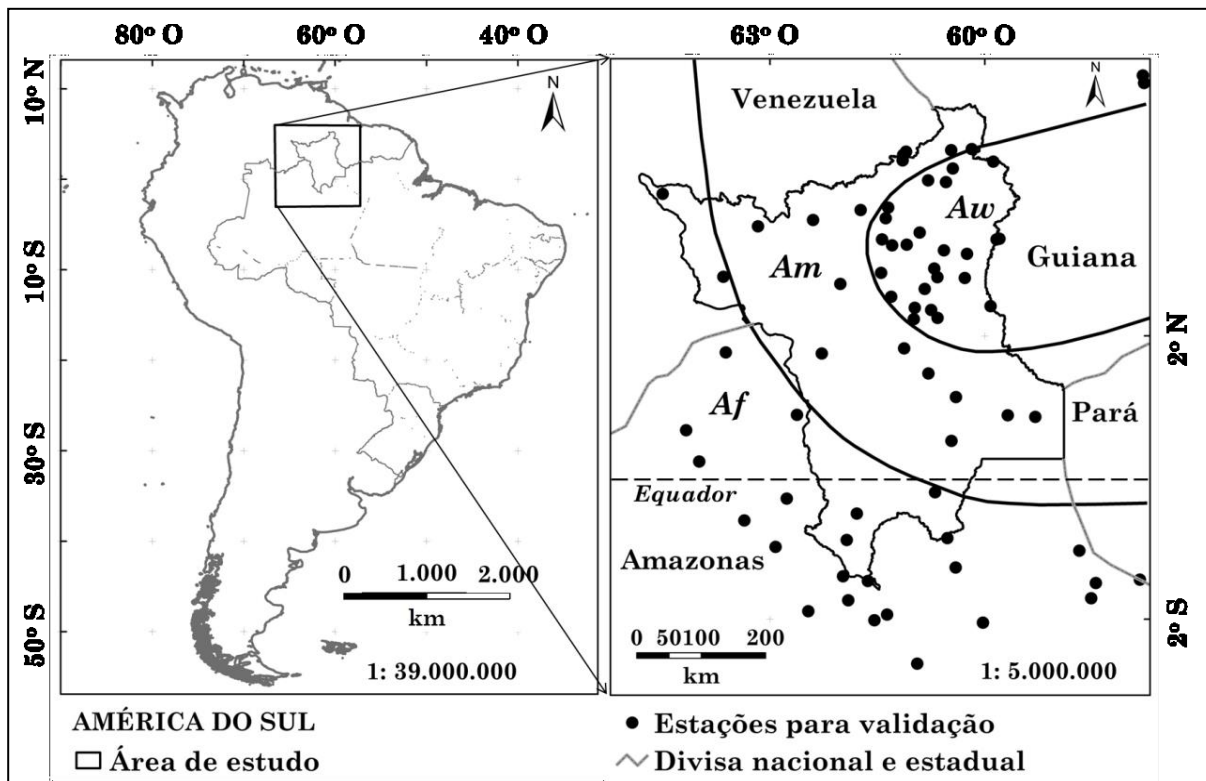 80º O 60º O 40º O
63º O 60º O
10º N
10º S
30º S
50º S
N
0 1.000 2.000
km
1: 39.000.000
N
Venezuela
Aw
Am
Guiana
2º N
Af
Pará
Equador
Amazonas
2º S
0 50100 200
km
1: 5.000.000
AMÉRICA DO SUL
Área de estudo
Estações para validação
Divisa nacional e estadual